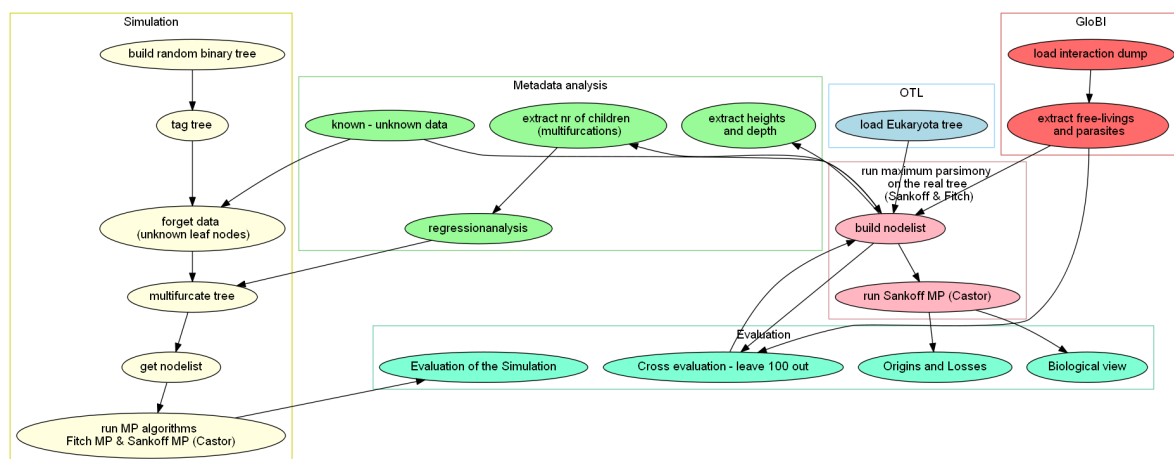 Simulation
build random binary tree
tag tree
forget data
(unknown leaf nodes)
multifurcate tree
get nodelist
run MP algorithms
Fitch MP & Sankoff MP (Castor)
Metadata analysis
known - unknown data
extract nr of children
(multifurcations)
extract heights
and depth
regressionanalysis
OTL
load Eukaryota tree
GloBI
load interaction dump
extract free-livings
and parasites
run maximum parsimony
on the real tree
(Sankoff & Fitch)
build nodelist
run Sankoff MP (Castor)
Evaluation
Evaluation of the Simulation
Cross evaluation - leave 100 out
Origins and Losses
Biological view